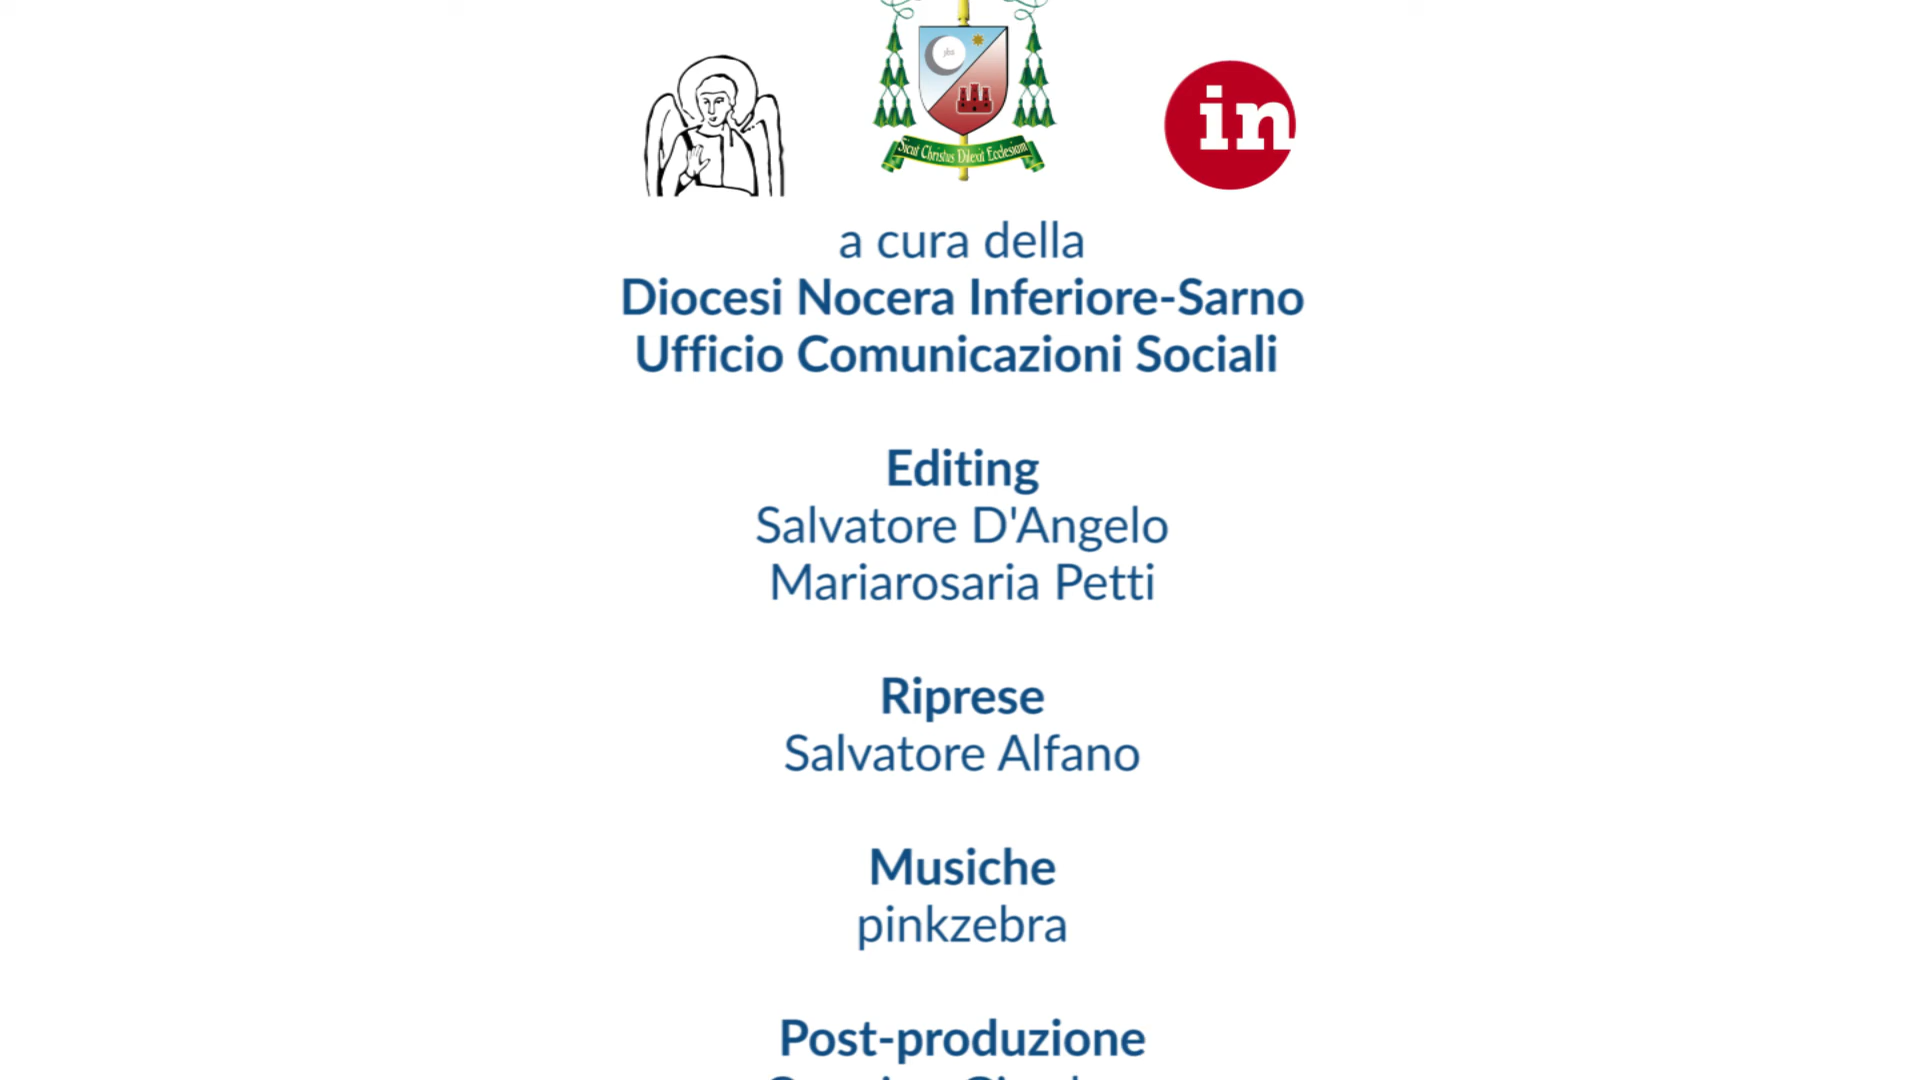 Sicut Christus Dilexit Ecclesiam
in
a cura della
Diocesi Nocera Inferiore-Sarno
Ufficio Comunicazioni Sociali
Editing
Salvatore D'Angelo
Mariarosaria Petti
Riprese
Salvatore Alfano
Musiche
pinkzebra
Post-produzione